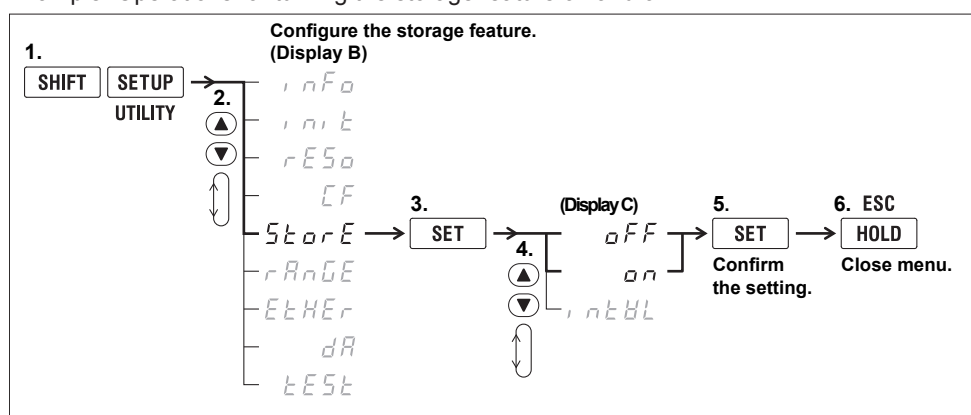 Configure the storage feature.
(Display B)
1.
SHIFT SETUP
UTILITY
2.
inFo
init
rESo
CF
StorE
rAnGE
EtHEr
dA
tESt
3.
SET
4.
(Display C)
oFF
on
intVL
5.
SET
Confirm
the setting.
6. ESC
HOLD
Close menu.